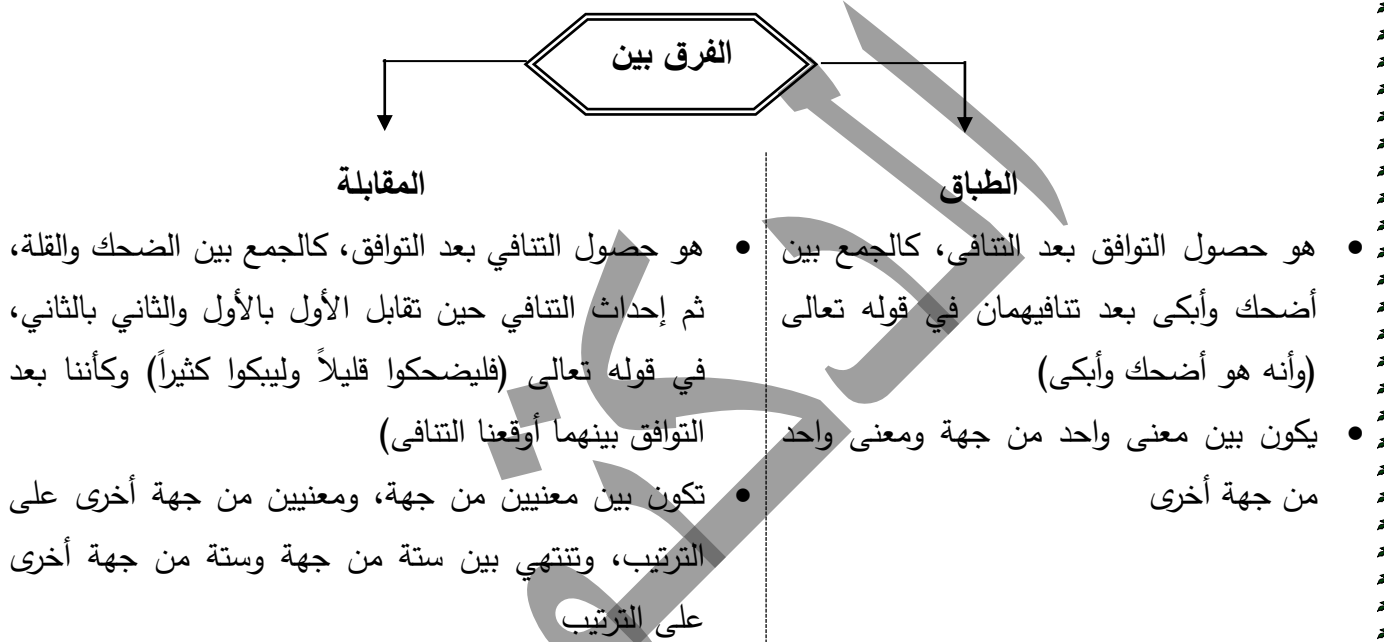 الفرق بين
الطباق
هو حصول التوافق بعد التنافى، كالجمع بين
أضحك وأبكى بعد تنافيهمان في قوله تعالى
(وأنه هو أضحك وأبكى)
يكون بين معنى واحد من جهة ومعنى واحد
من جهة أخرى
المقابلة
هو حصول التنافي بعد التوافق، كالجمع بين الضحك والقلة،
ثم إحداث التنافي حين تقابل الأول بالأول والثاني بالثاني،
في قوله تعالى (فليضحكوا قليلاً وليبكوا كثيراً) وكأننا بعد
التوافق بينهما أوقعنا التنافى)
تكون بين معنيين من جهة، ومعنيين من جهة أخرى على
الترتيب، وتنتهي بين ستة من جهة وستة من جهة أخرى
على الترتيب